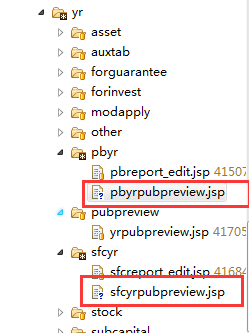 yr
asset
auxtab
forguarantee
forinvest
modapply
other
pbyr
pbreport_edit.jsp 41507
pbyrpubpreview.jsp
pubpreview
yrpubpreview.jsp 41705
sfcyr
sfcreport_edit.jsp 41684
sfcyrpubpreview.jsp
stock
subcapital